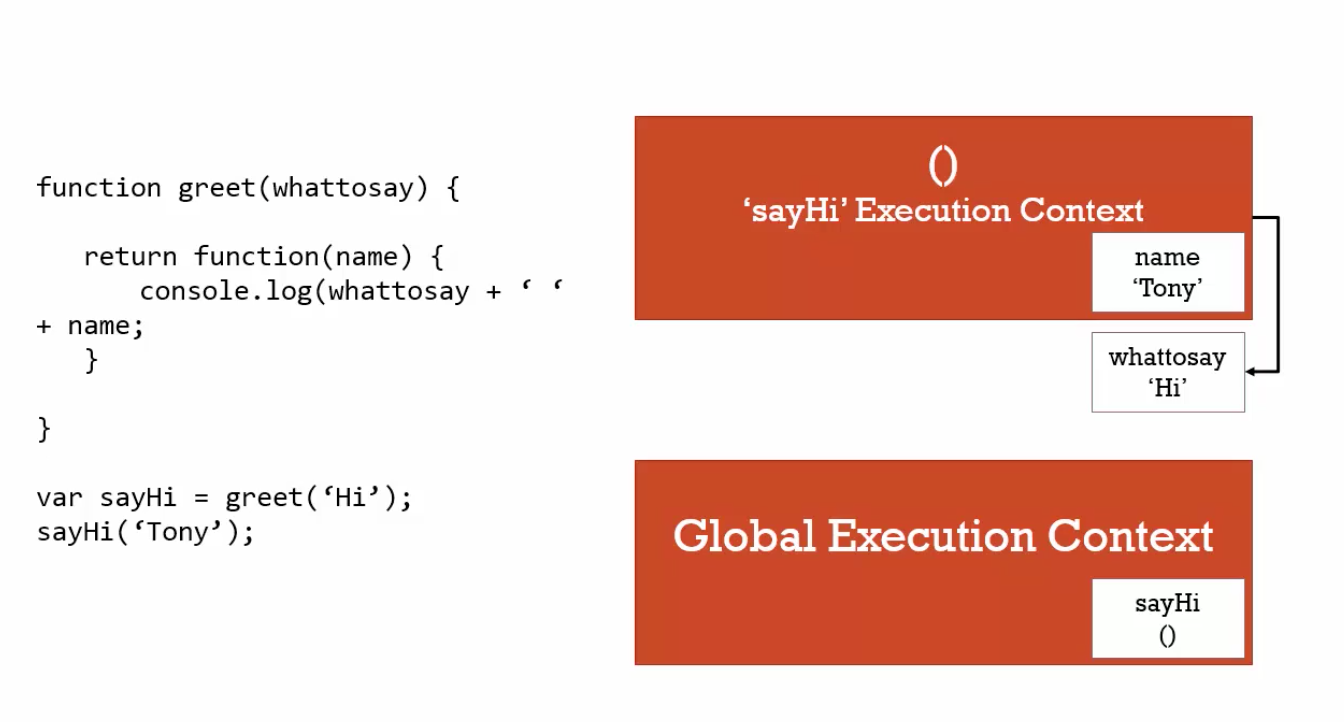 function greet(whattosay) {
return function(name) {
console.log(whattosay + ‘ ‘
+ name;
}
}
var sayHi = greet(‘Hi’);
sayHi(‘Tony’);
()
‘sayHi’ Execution Context
name
‘Tony’
whattosay
‘Hi’
Global Execution Context
sayHi
()